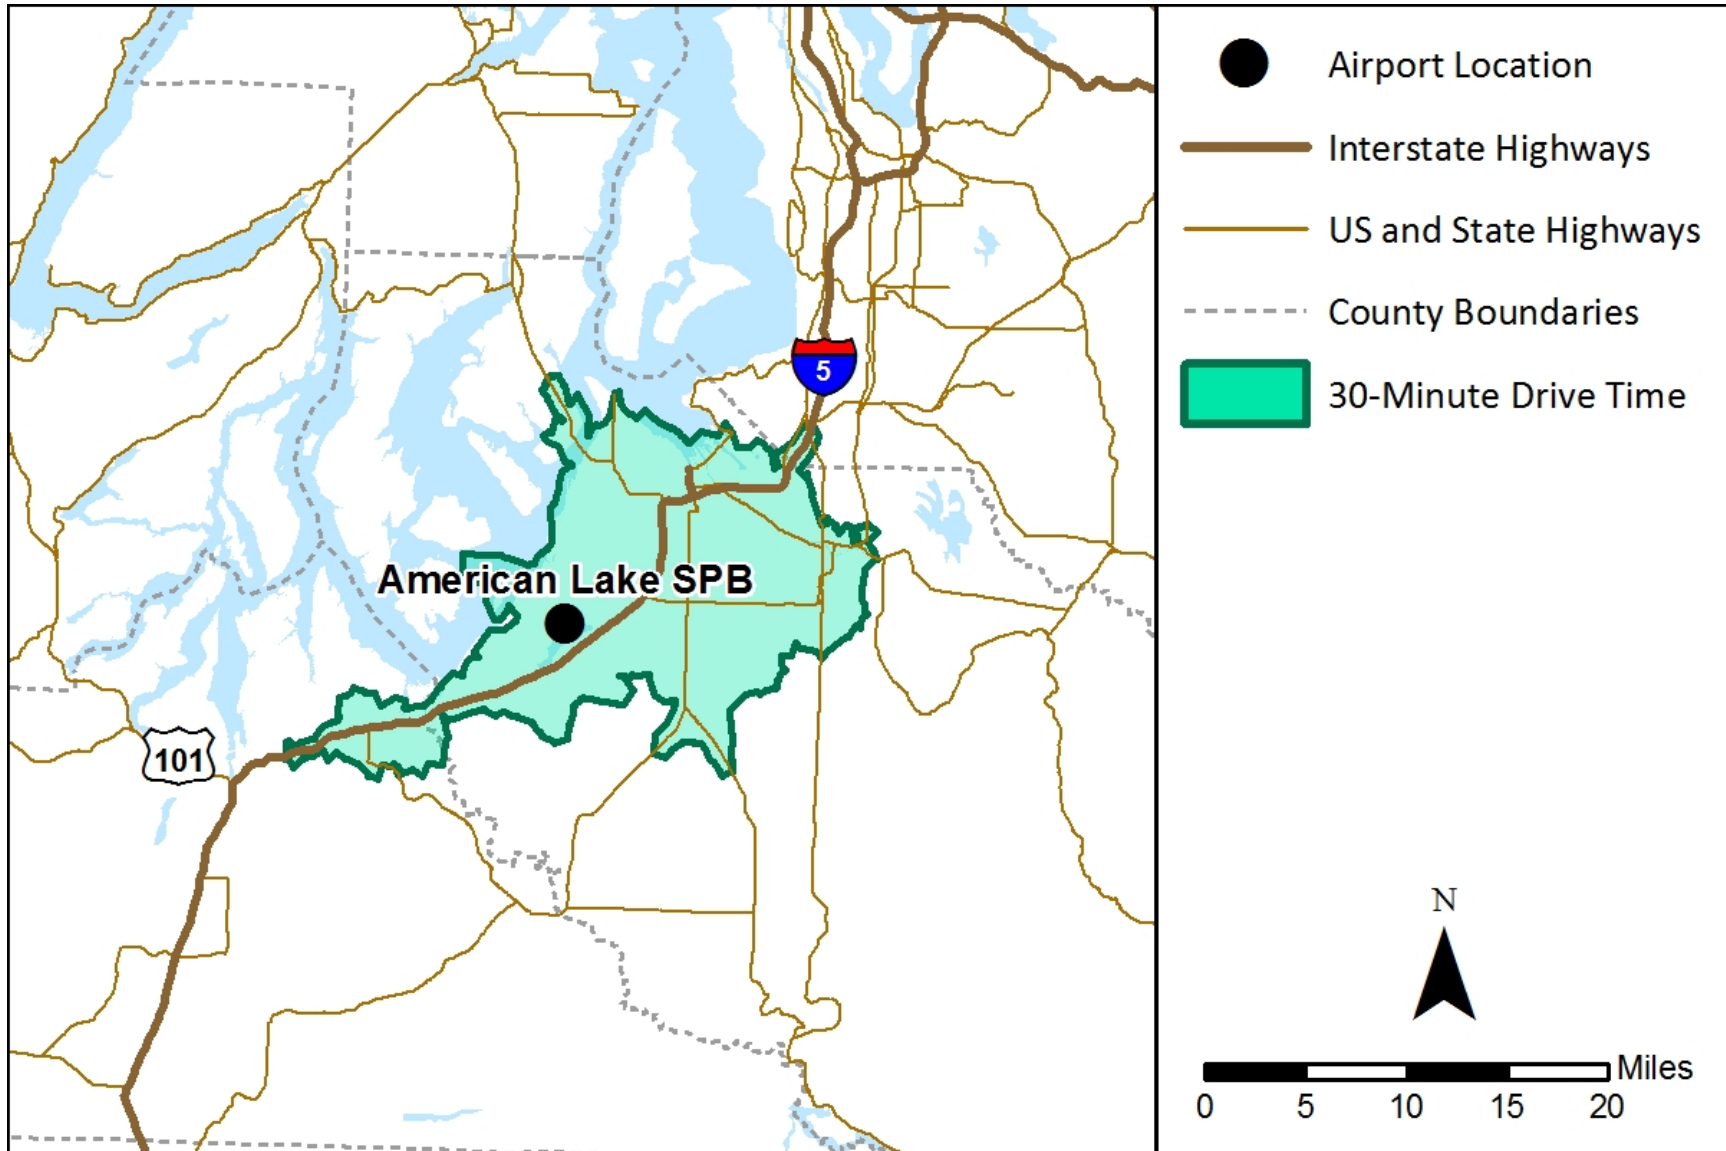 American Lake SPB
5
101
Airport Location
Interstate Highways
US and State Highways
County Boundaries
30-Minute Drive Time
N
Miles
0 5 10 15 20